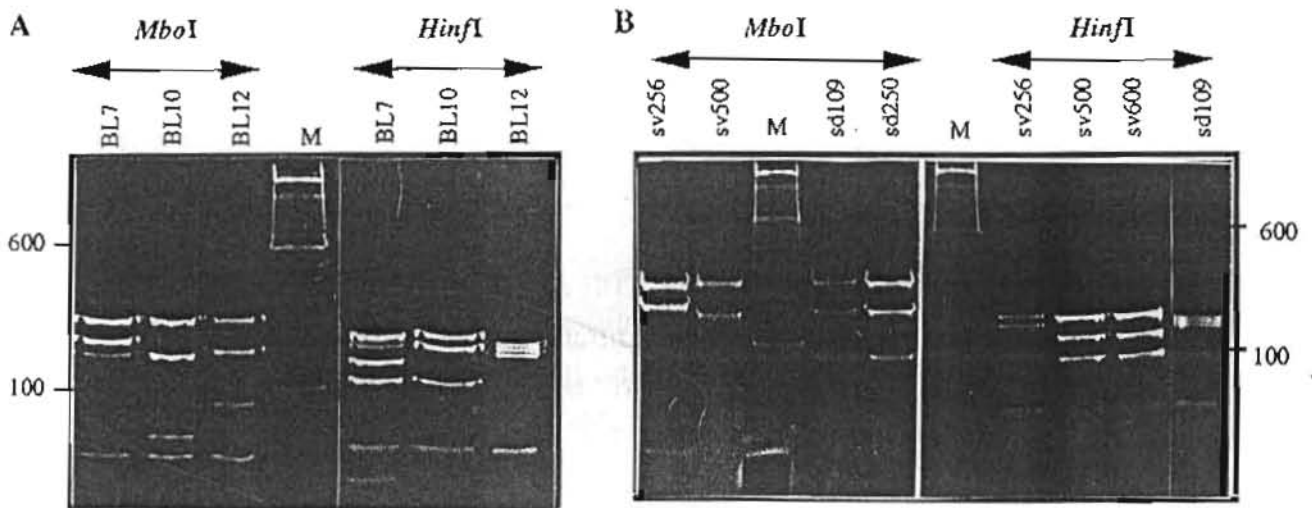 A
MboI
HinfI
BL7
BL10
BL12
M
BL7
BL10
BL12
600
100
B
MboI
HinfI
sv256
sv500
M
sd109
sd250
M
sv256
sv500
sv600
sd109
600
100